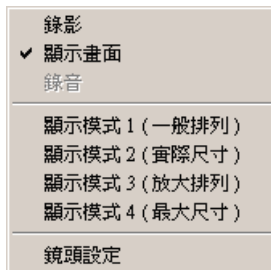 錄影
顯示畫面
錄音
顯示模式 1 ( 一般排列 )
顯示模式 2 ( 實際尺寸 )
顯示模式 3 ( 放大排列 )
顯示模式 4 ( 最大尺寸 )
鏡頭設定